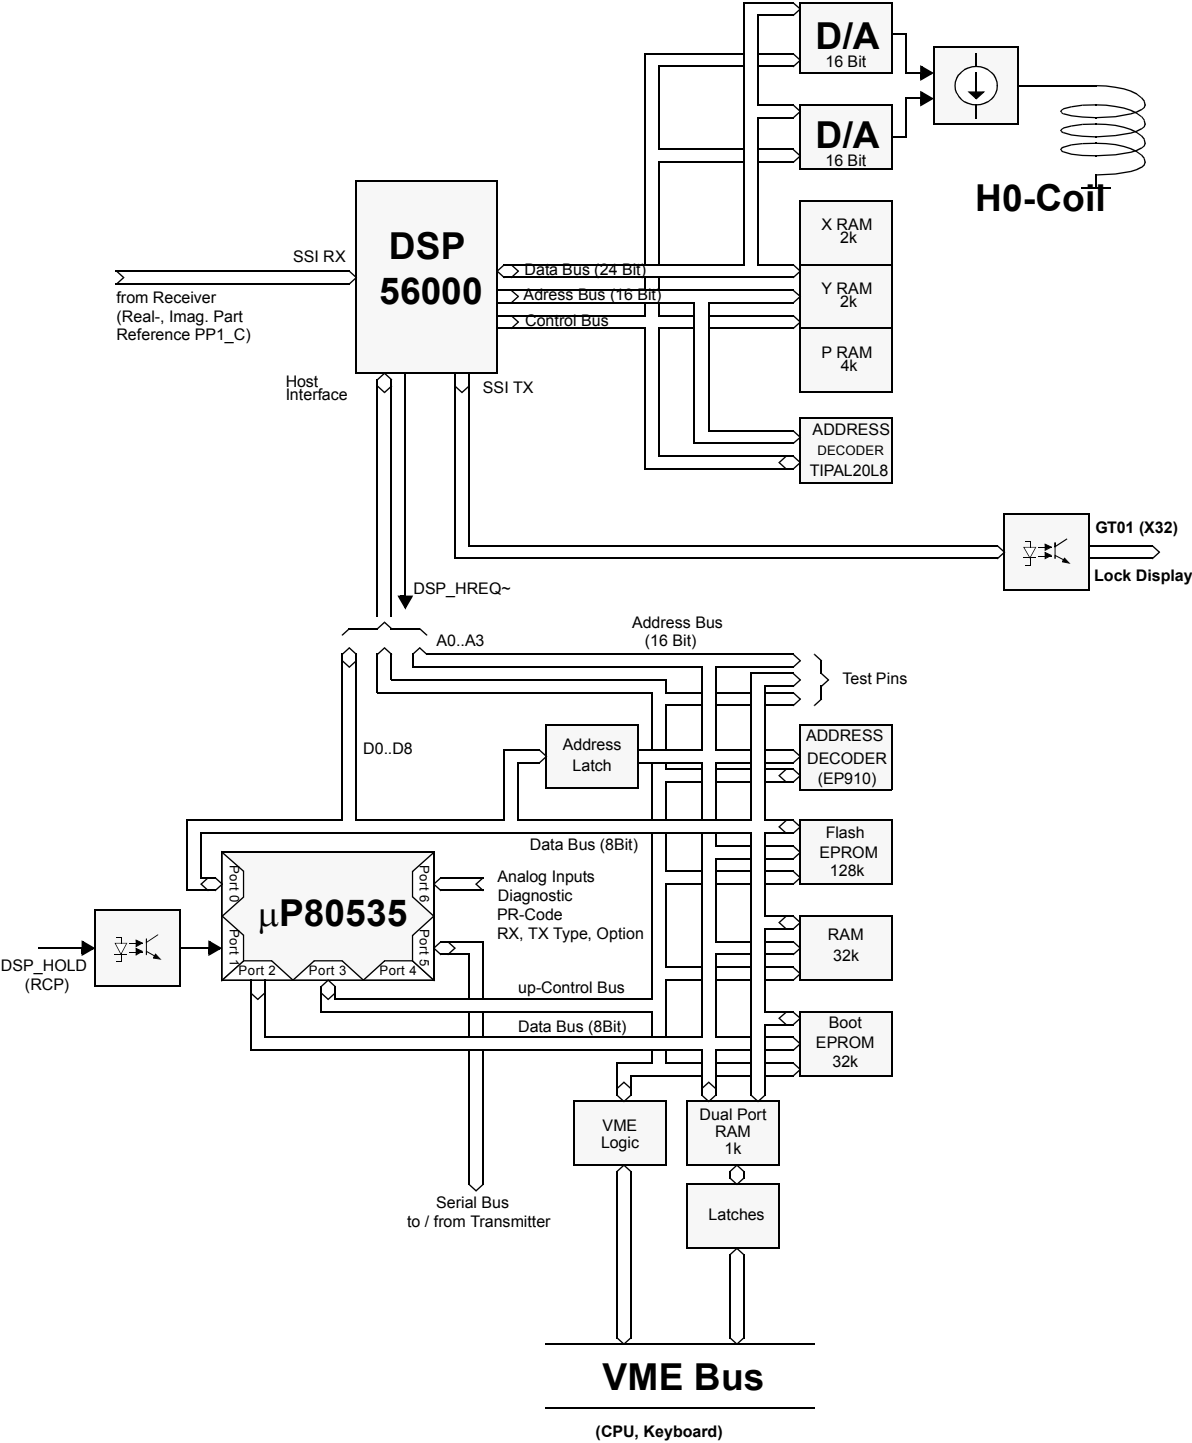 D/A
16 Bit
D/A
16 Bit
H0-Coil
DSP
56000
SSI RX
from Receiver
(Real-, Imag. Part
Reference PP1_C)
Data Bus (24 Bit)
Adress Bus (16 Bit)
Control Bus
X RAM
2k
Y RAM
2k
P RAM
4k
Host
Interface
SSI TX
ADDRESS
DECODER
TIPAL20L8
GT01 (X32)
Lock Display
DSP_HREQ~
A0..A3
Address Bus
(16 Bit)
Test Pins
D0..D8
Address
Latch
ADDRESS
DECODER
(EP910)
Data Bus (8Bit)
Flash
EPROM
128k
Port 0
Port 6
Analog Inputs
Diagnostic
PR-Code
RX, TX Type, Option
µP80535
Port 1
Port 5
Port 2
Port 3
Port 4
DSP_HOLD
(RCP)
RAM
32k
up-Control Bus
Data Bus (8Bit)
Boot
EPROM
32k
VME
Logic
Dual Port
RAM
1k
Serial Bus
to / from Transmitter
Latches
VME Bus
(CPU, Keyboard)